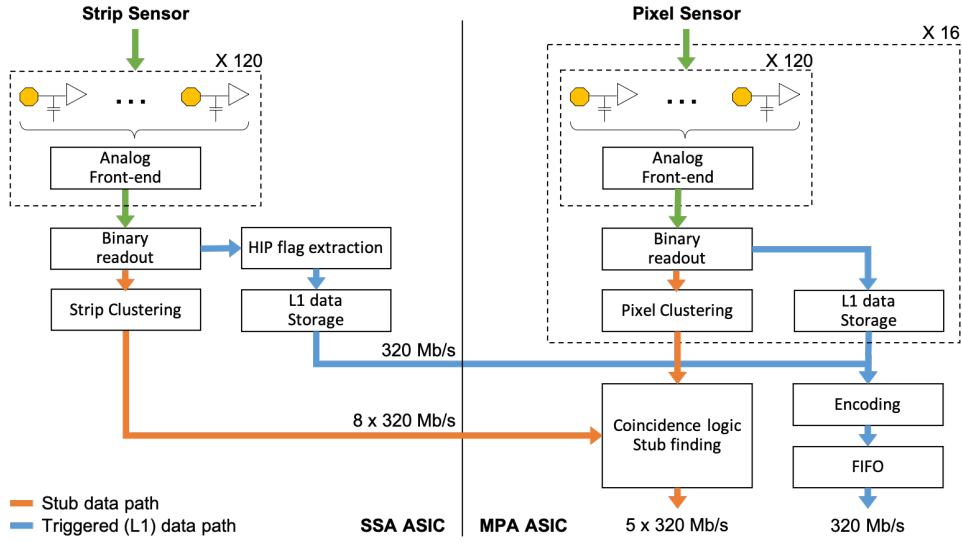 Strip Sensor
Pixel Sensor
X 16
X 120
X 120
...
...
Analog
Front-end
Analog
Front-end
Binary
readout
HIP flag extraction
Binary
readout
Strip Clustering
L1 data
Storage
Pixel Clustering
L1 data
Storage
320 Mb/s
8 x 320 Mb/s
Coincidence logic
Stub finding
Encoding
FIFO
Stub data path
Triggered (L1) data path
SSA ASIC
MPA ASIC
5 x 320 Mb/s
320 Mb/s